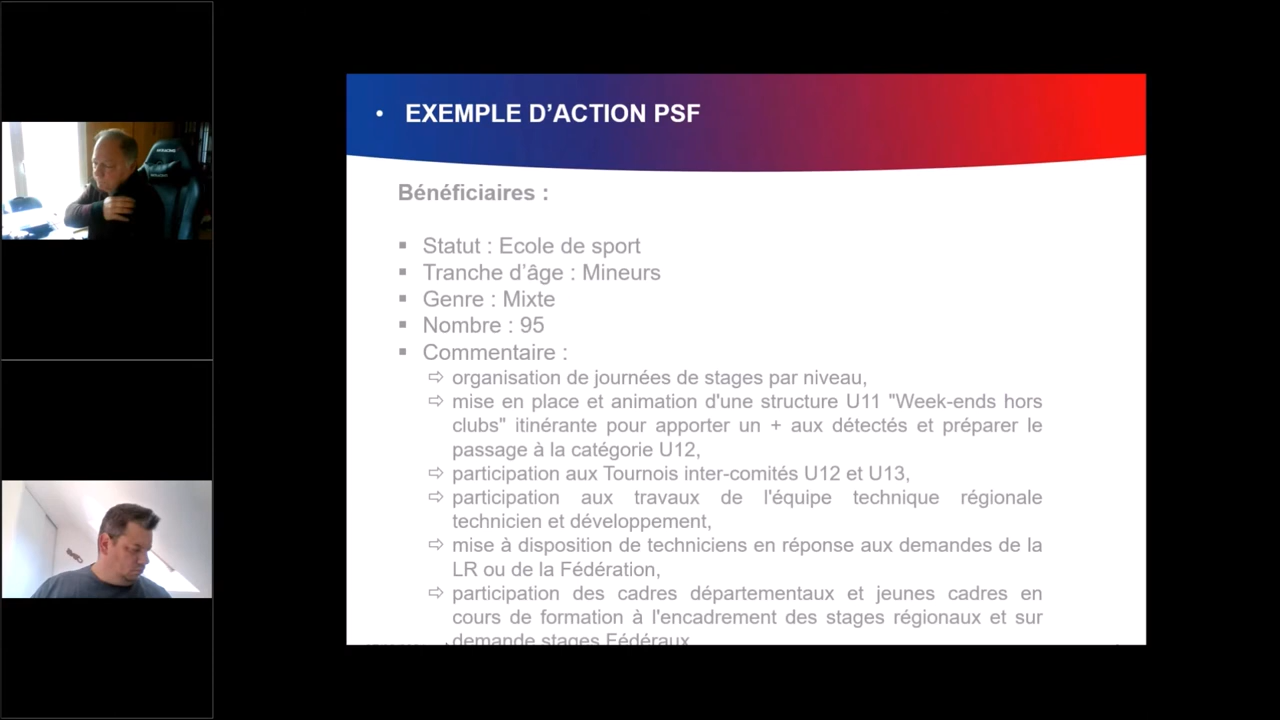 • EXEMPLE D’ACTION PSF
Bénéficiaires :
▪ Statut : Ecole de sport
▪ Tranche d’âge : Mineurs
▪ Genre : Mixte
▪ Nombre : 95
▪ Commentaire :
⇨ organisation de journées de stages par niveau,
⇨ mise en place et animation d'une structure U11 "Week-ends hors
clubs" itinérante pour apporter un + aux détectés et préparer le
passage à la catégorie U12,
⇨ participation aux Tournois inter-comités U12 et U13,
⇨ participation aux travaux de l'équipe technique régionale
technicien et développement,
⇨ mise à disposition de techniciens en réponse aux demandes de la
LR ou de la Fédération,
⇨ participation des cadres départementaux et jeunes cadres en
cours de formation à l'encadrement des stages régionaux et sur
demande stages Fédéraux